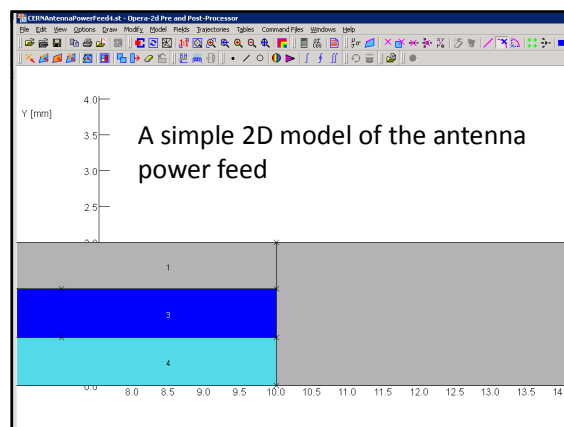 CERNAntennaPowerFeed4.st - Opera-2d Pre and Post-Processor
File Edit View Options Draw Modify Model Fields Trajectories Tables Command Files Windows Help
Y [mm]
4.0
3.5
A simple 2D model of the antenna
power feed
3.0
2.5
2.0
1
3
4
0.0
8.0 8.5 9.0 9.5 10.0 10.5 11.0 11.5 12.0 12.5 13.0 13.5 14